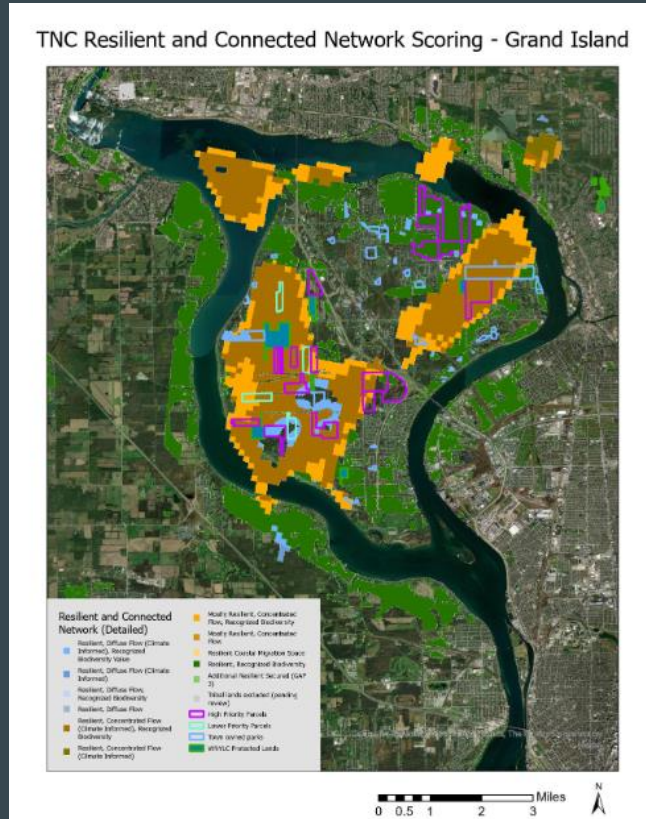 TNC Resilient and Connected Network Scoring - Grand Island
Resilient and Connected
Network (Detailed)
Resilient, Diffuse Flow (Climate
Informed), Recognized
Biodiversity Value
Resilient, Diffuse Flow (Climate
Informed)
Resilient, Diffuse Flow,
Recognized Biodiversity
Resilient, Diffuse Flow
Resilient, Concentrated Flow
(Climate Informed), Recognized
Biodiversity
Resilient, Concentrated Flow
(Climate Informed)
Mostly Resilient, Concentrated
Flow, Recognized Biodiversity
Mostly Resilient, Concentrated
Flow
Resilient Coastal Migration Space
Resilient, Recognized Biodiversity
Additional Resilient Secured (GAP
Tribal lands excluded (pending
review)
High Priority Parcels
Lower Priority Parcels
Town owned parks
WNYLC Protected Lands
Miles
0 0.5 1 2 3
N